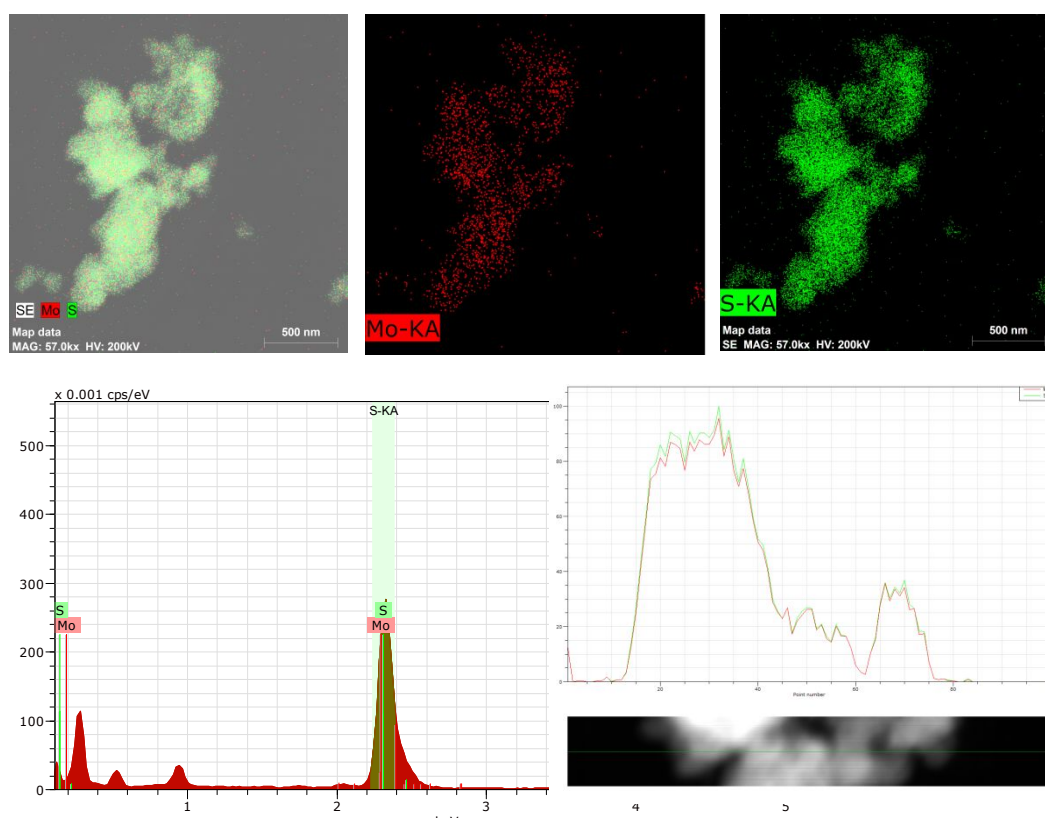 SE Mo S
Map data
MAG: 57.0kx HV: 200kV
500 nm
Mo-KA
S-KA
Map data
SE MAG: 57.0kx HV: 200kV
500 nm
x 0.001 cps/eV
S-KA
500
400
300
200
100
0
S
Mo
S
Mo
1
2
3
100
80
60
40
20
0
20
40
60
80
Point number
4
5